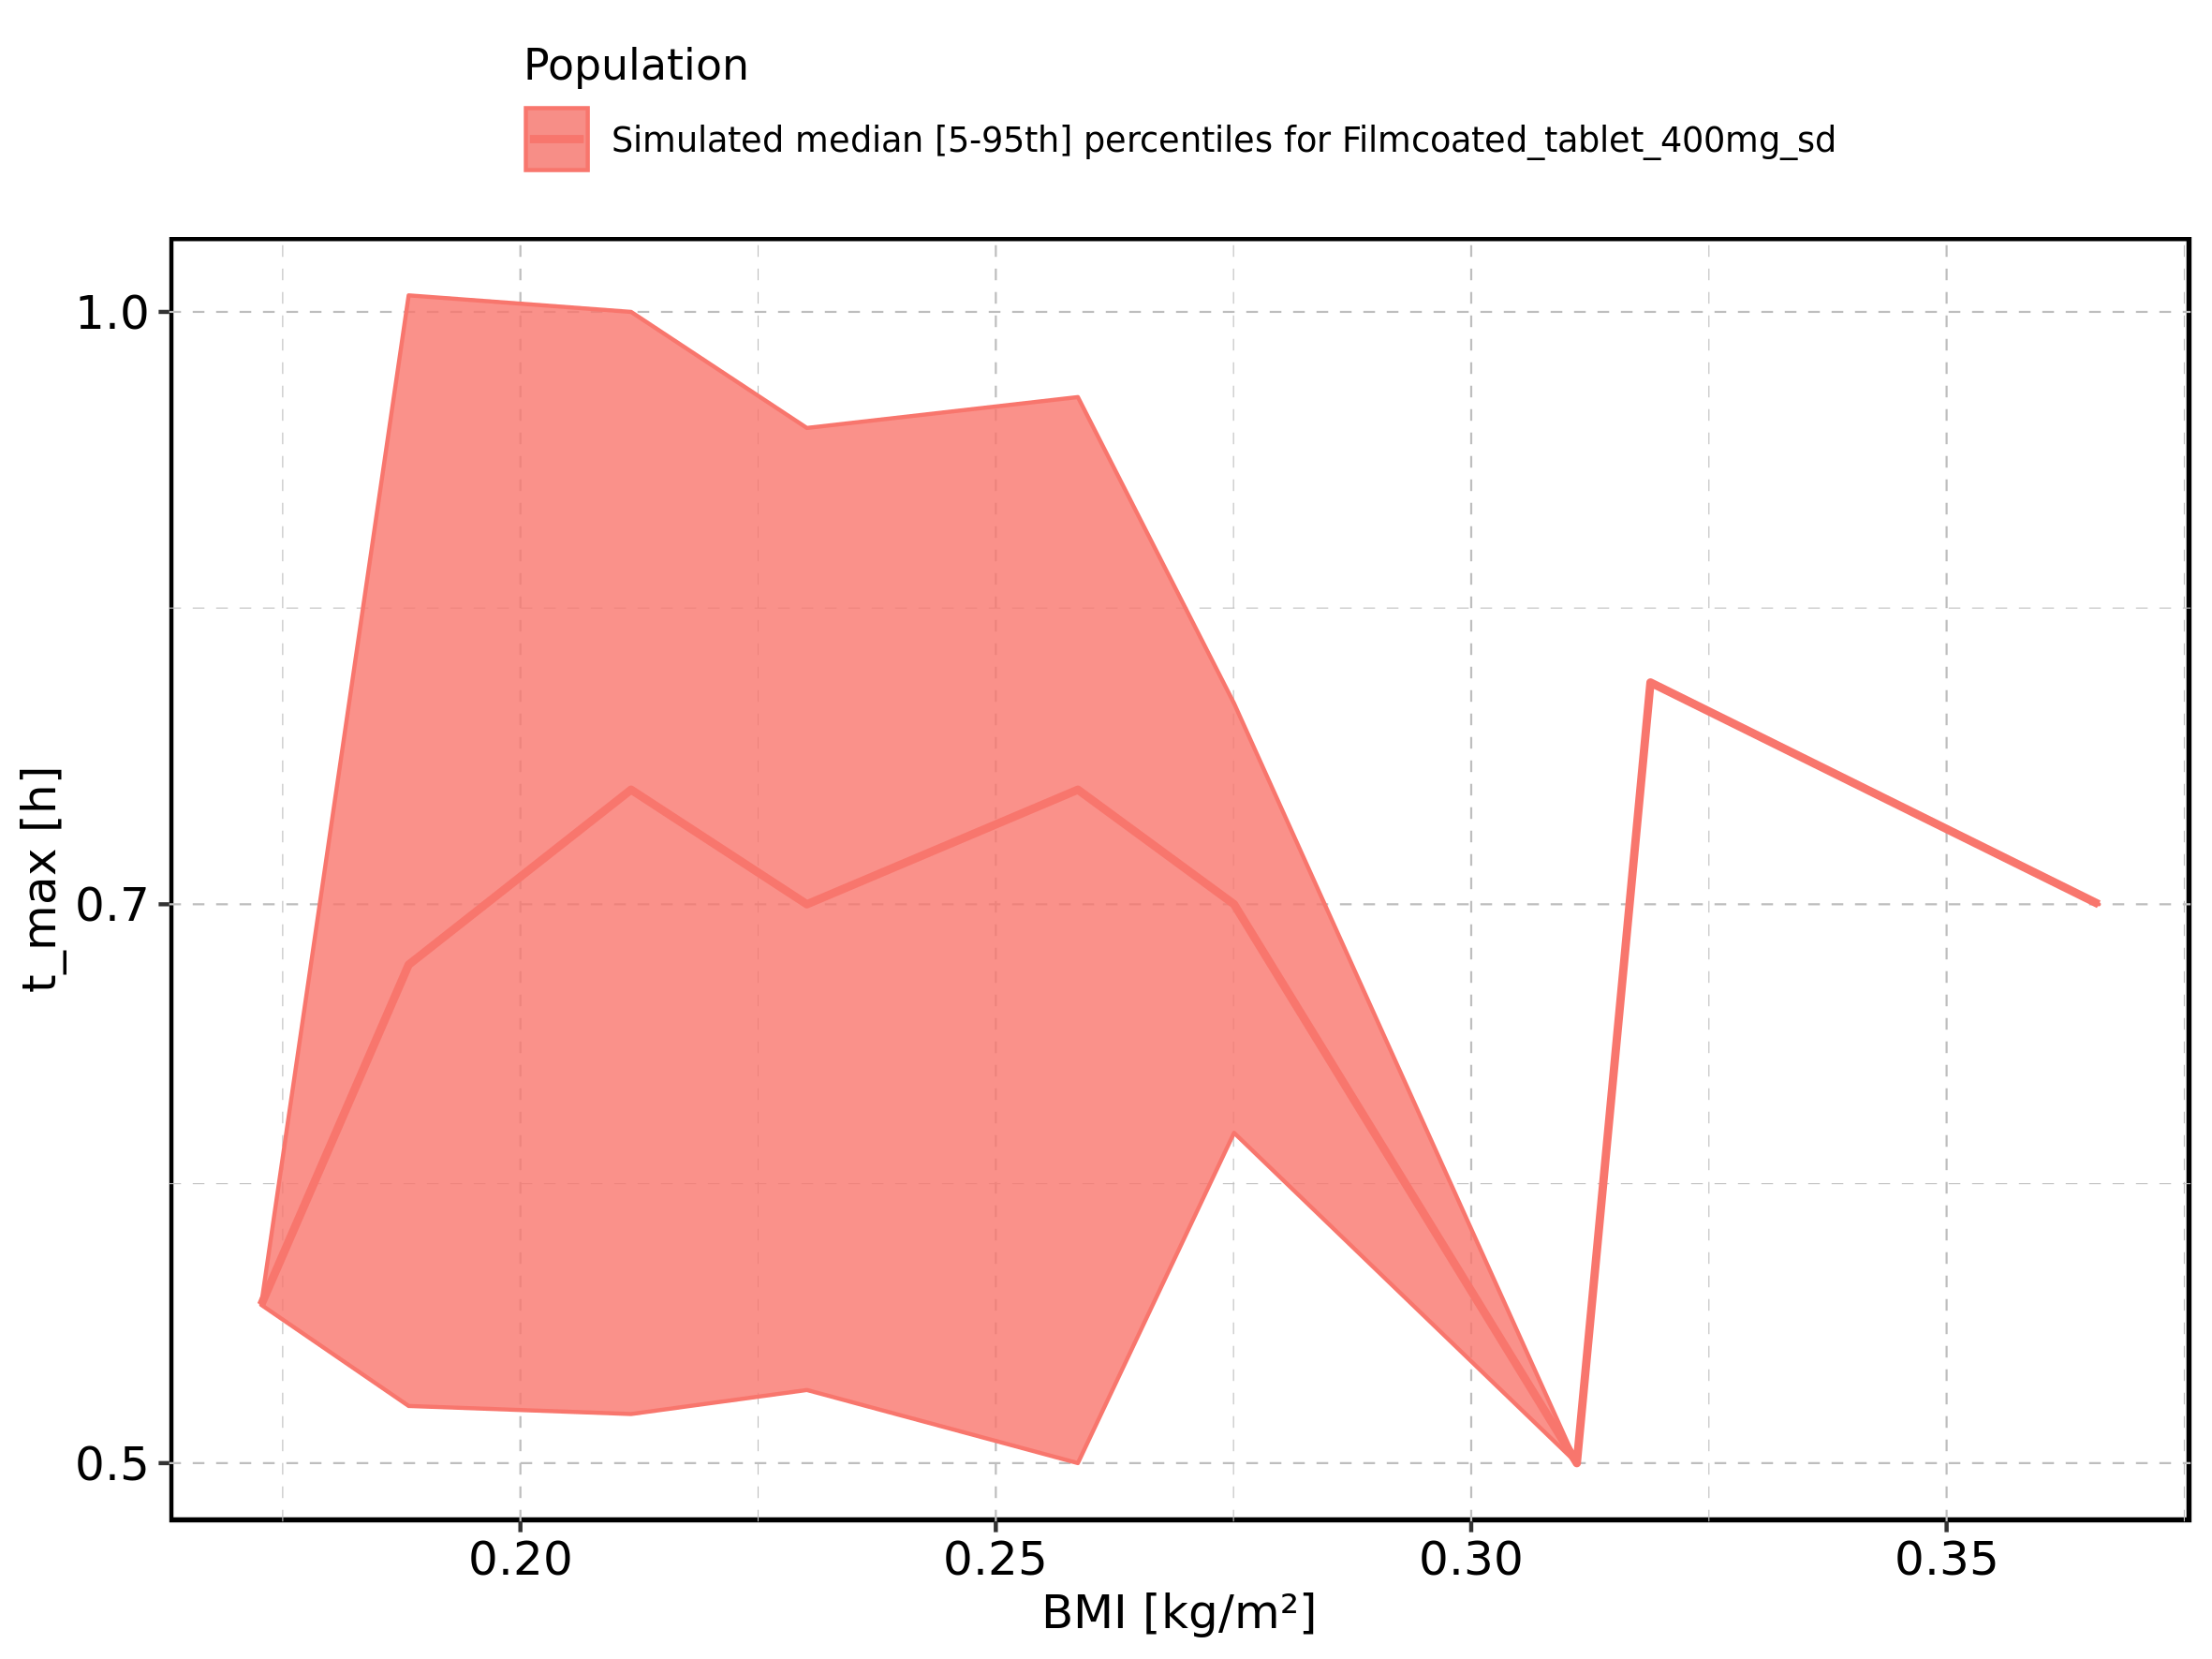 Population
Simulated median [5-95th] percentiles for Filmcoated_tablet_400mg_sd
1.0
0.7
0.5
t_max [h]
0.20
0.25
0.30
0.35
BMI [kg/m²]